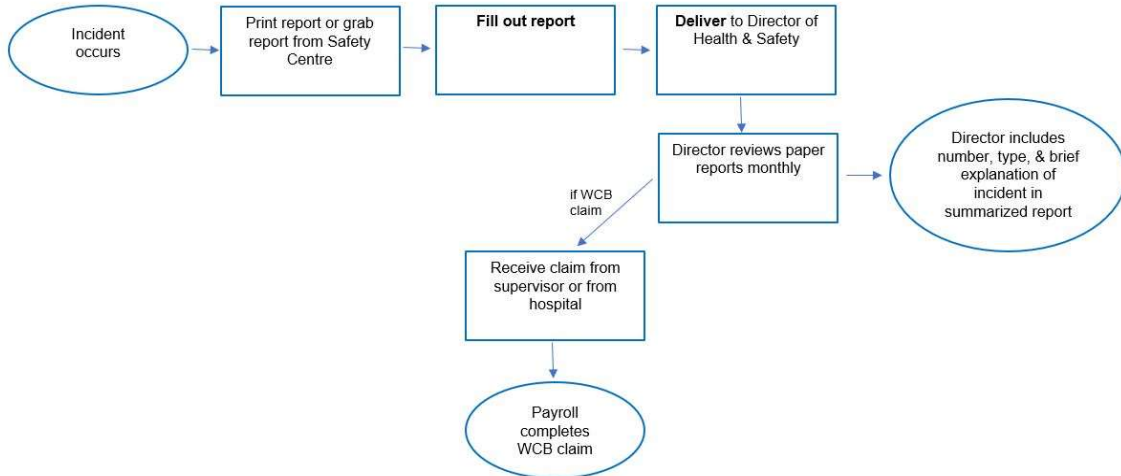 Incident
occurs
Print report or grab
report from Safety
Centre
Fill out report
Deliver to Director of
Health & Safety
Director reviews paper
reports monthly
Director includes
number, type, & brief
explanation of
incident in
summarized report
if WCB
claim
Receive claim from
supervisor or from
hospital
Payroll
completes
WCB claim